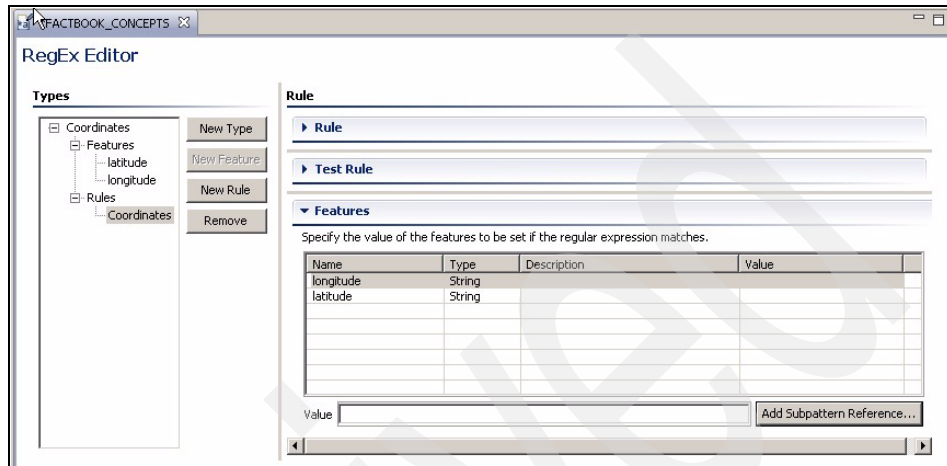 FACTBOOK_CONCEPTS
RegEx Editor
Types
Coordinates
Features
latitude
longitude
Rules
Coordinates
New Type
New Feature
New Rule
Remove
Rule
Rule
Test Rule
Features
Specify the value of the features to be set if the regular expression matches.
Name Type Description Value
longitude String
latitude String
Value
Add Subpattern Reference...